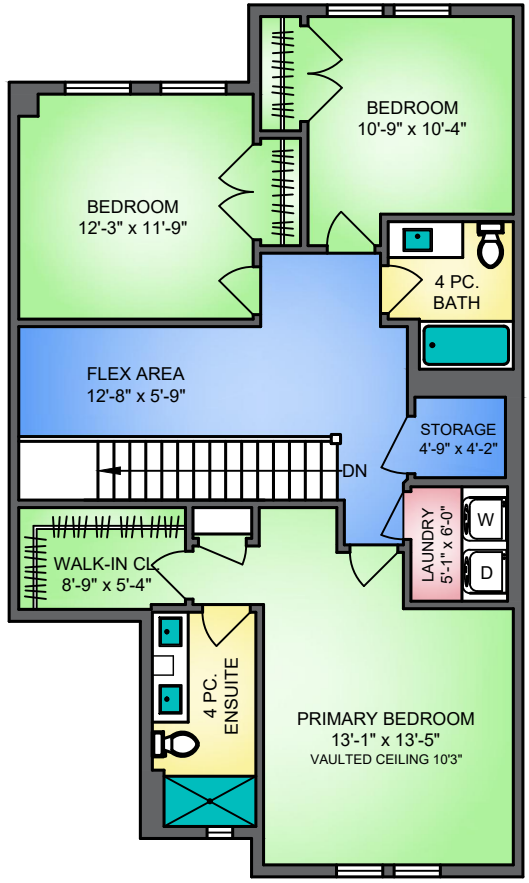 BEDROOM
10'-9" x 10'-4"
BEDROOM
12'-3" x 11'-9"
4 PC.
BATH
FLEX AREA
12'-8" x 5'-9"
STORAGE
4'-9" x 4'-2"
DN
LAUNDRY
5'-1" x 6'-0"
W
D
WALK-IN CL.
8'-9" x 5'-4"
4 PC.
ENSUITE
PRIMARY BEDROOM
13'-1" x 13'-5"
VAULTED CEILING 10'3"